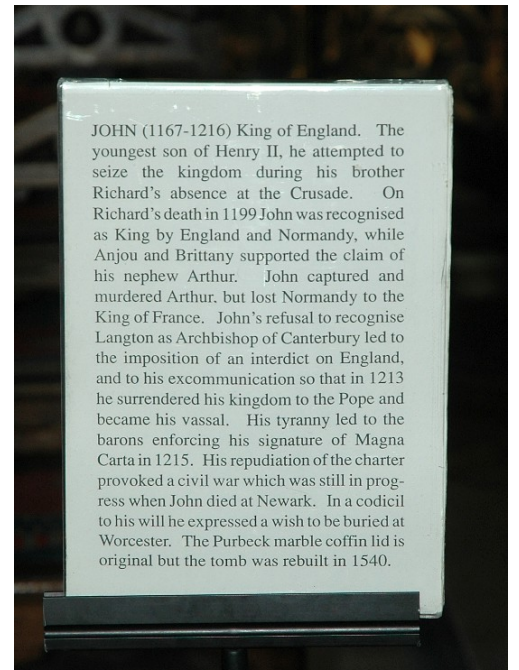 JOHN (1167-1216) King of England. The
youngest son of Henry II, he attempted to
seize the kingdom during his brother
Richard's absence at the Crusade. On
Richard's death in 1199 John was recognised
as King by England and Normandy, while
Anjou and Brittany supported the claim of
his nephew Arthur. John captured and
murdered Arthur. but lost Normandy to the
King of France. John's refusal to recognise
Langton as Archbishop of Canterbury led to
the imposition of an interdict on England,
and to his excommunication so that in 1213
he surrendered his kingdom to the Pope and
became his vassal. His tyranny led to the
barons enforcing his signature of Magna
Carta in 1215. His repudiation of the charter
provoked a civil war which was still in prog-
ress when John died at Newark. In a codicil
to his will he expressed a wish to be buried at
Worcester. The Purbeck marble coffin lid is
original but the tomb was rebuilt in 1540.